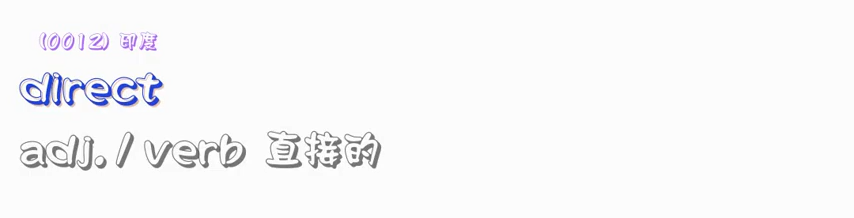 (0012) 印度
direct
adj. / verb 直接的